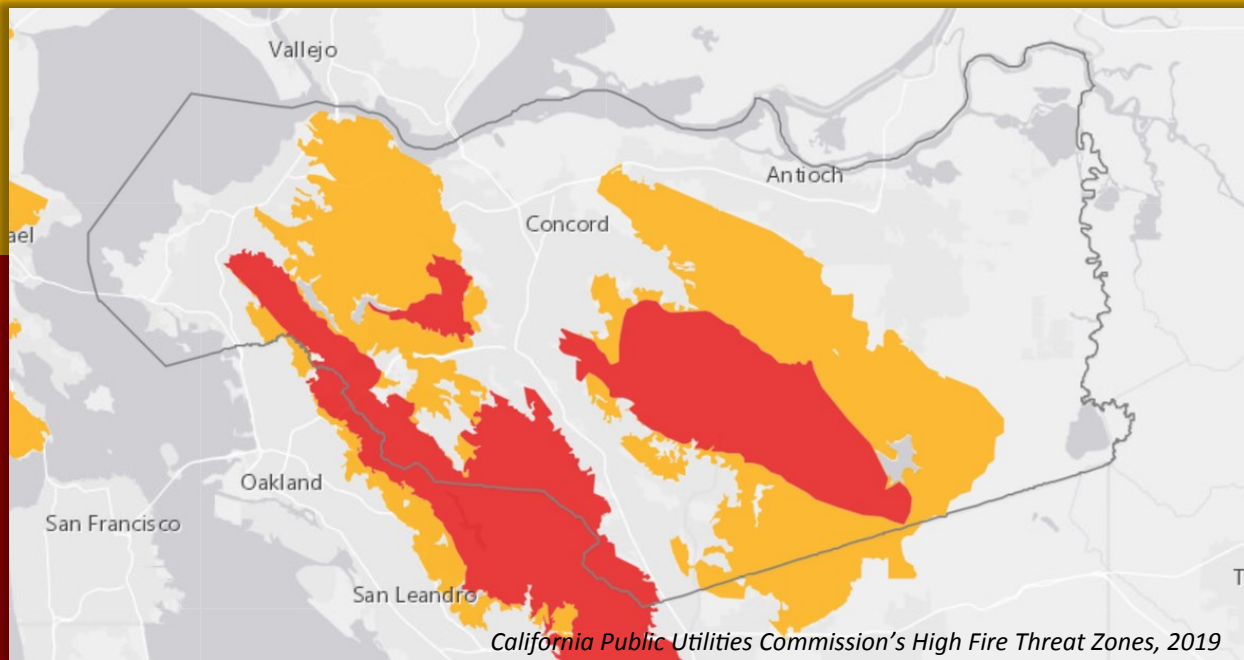 Vallejo
Antioch
Concord
ael
Oakland
San Francisco
T
San Leandro
California Public Utilities Commission's High Fire Threat Zones, 2019